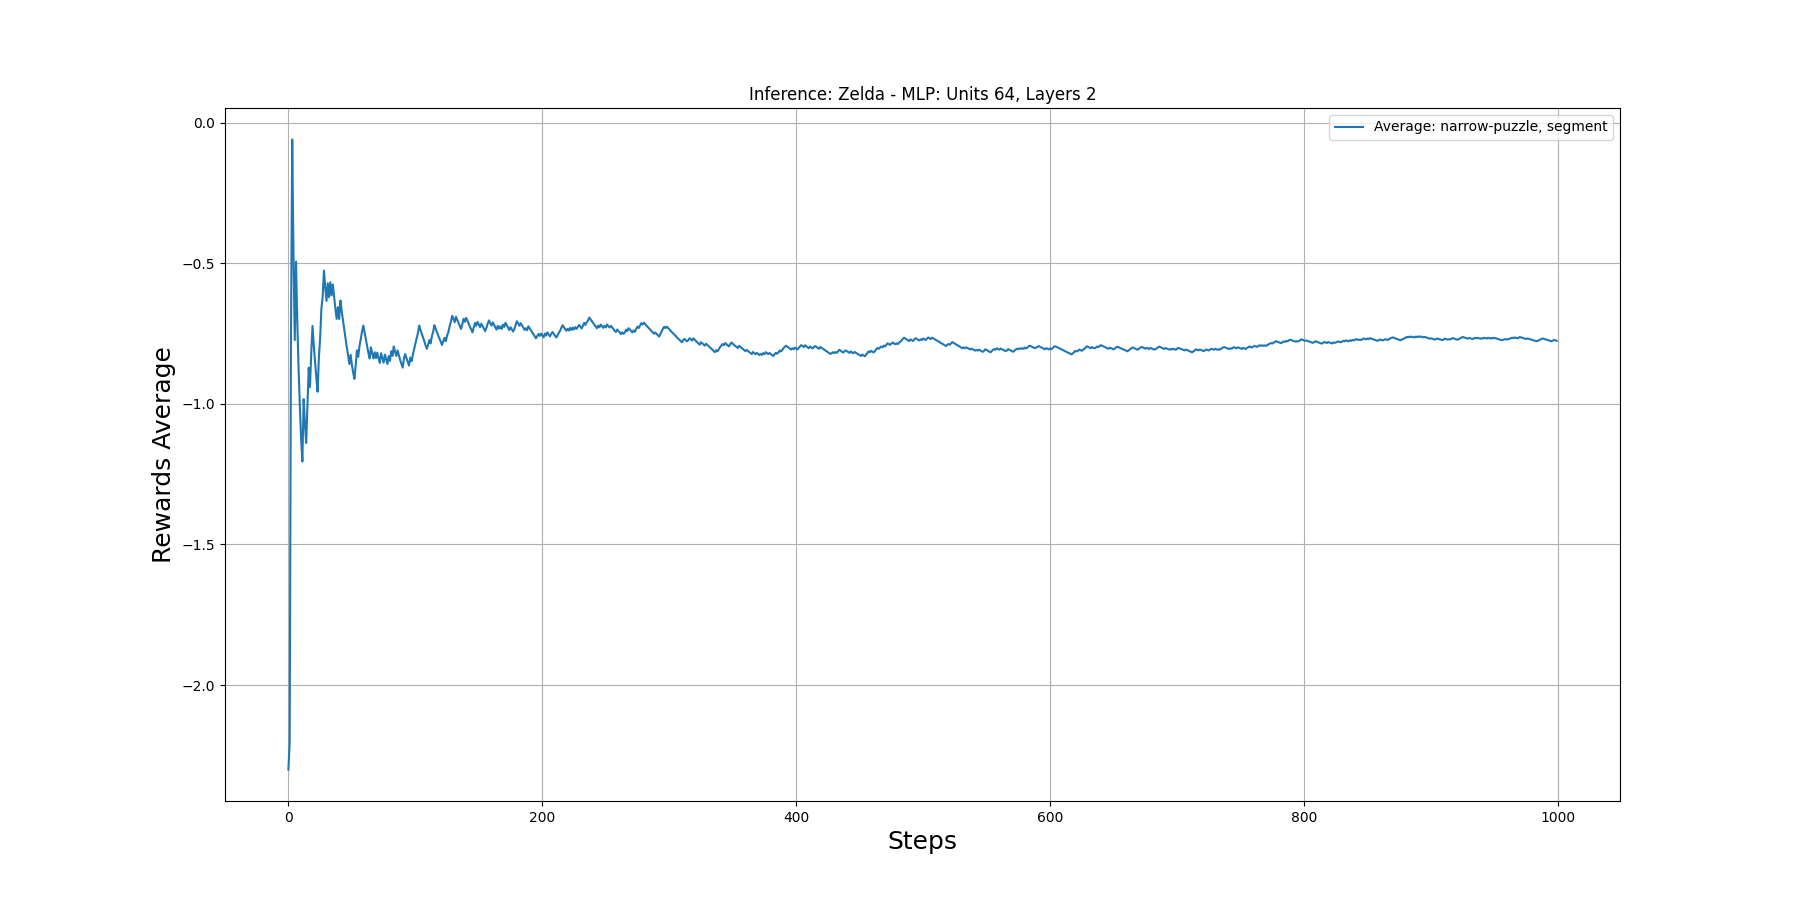 Inference: Zelda - MLP: Units 64, Layers 2
Average: narrow-puzzle, segment
Rewards Average
0.0
−0.5
−1.0
−1.5
−2.0
0 200 400 600 800 1000
Steps